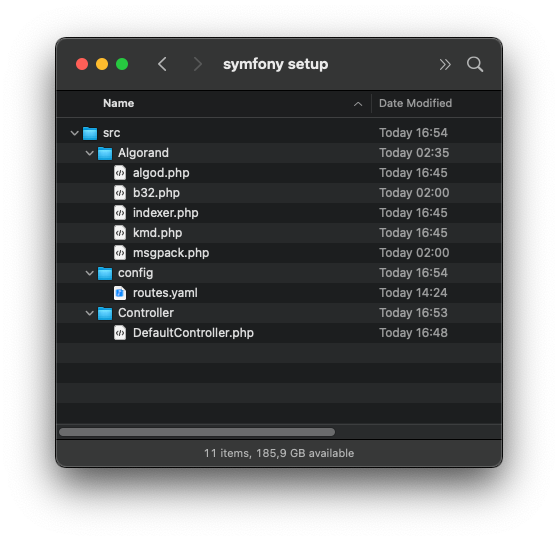 symfony setup
Name Date Modified
src Today 16:54
Algorand Today 02:35
algod.php Today 16:45
b32.php Today 02:00
indexer.php Today 16:45
kmd.php Today 16:45
msgpack.php Today 02:00
config Today 16:54
routes.yaml Today 14:24
Controller Today 16:53
DefaultController.php Today 16:48
11 items, 185,9 GB available